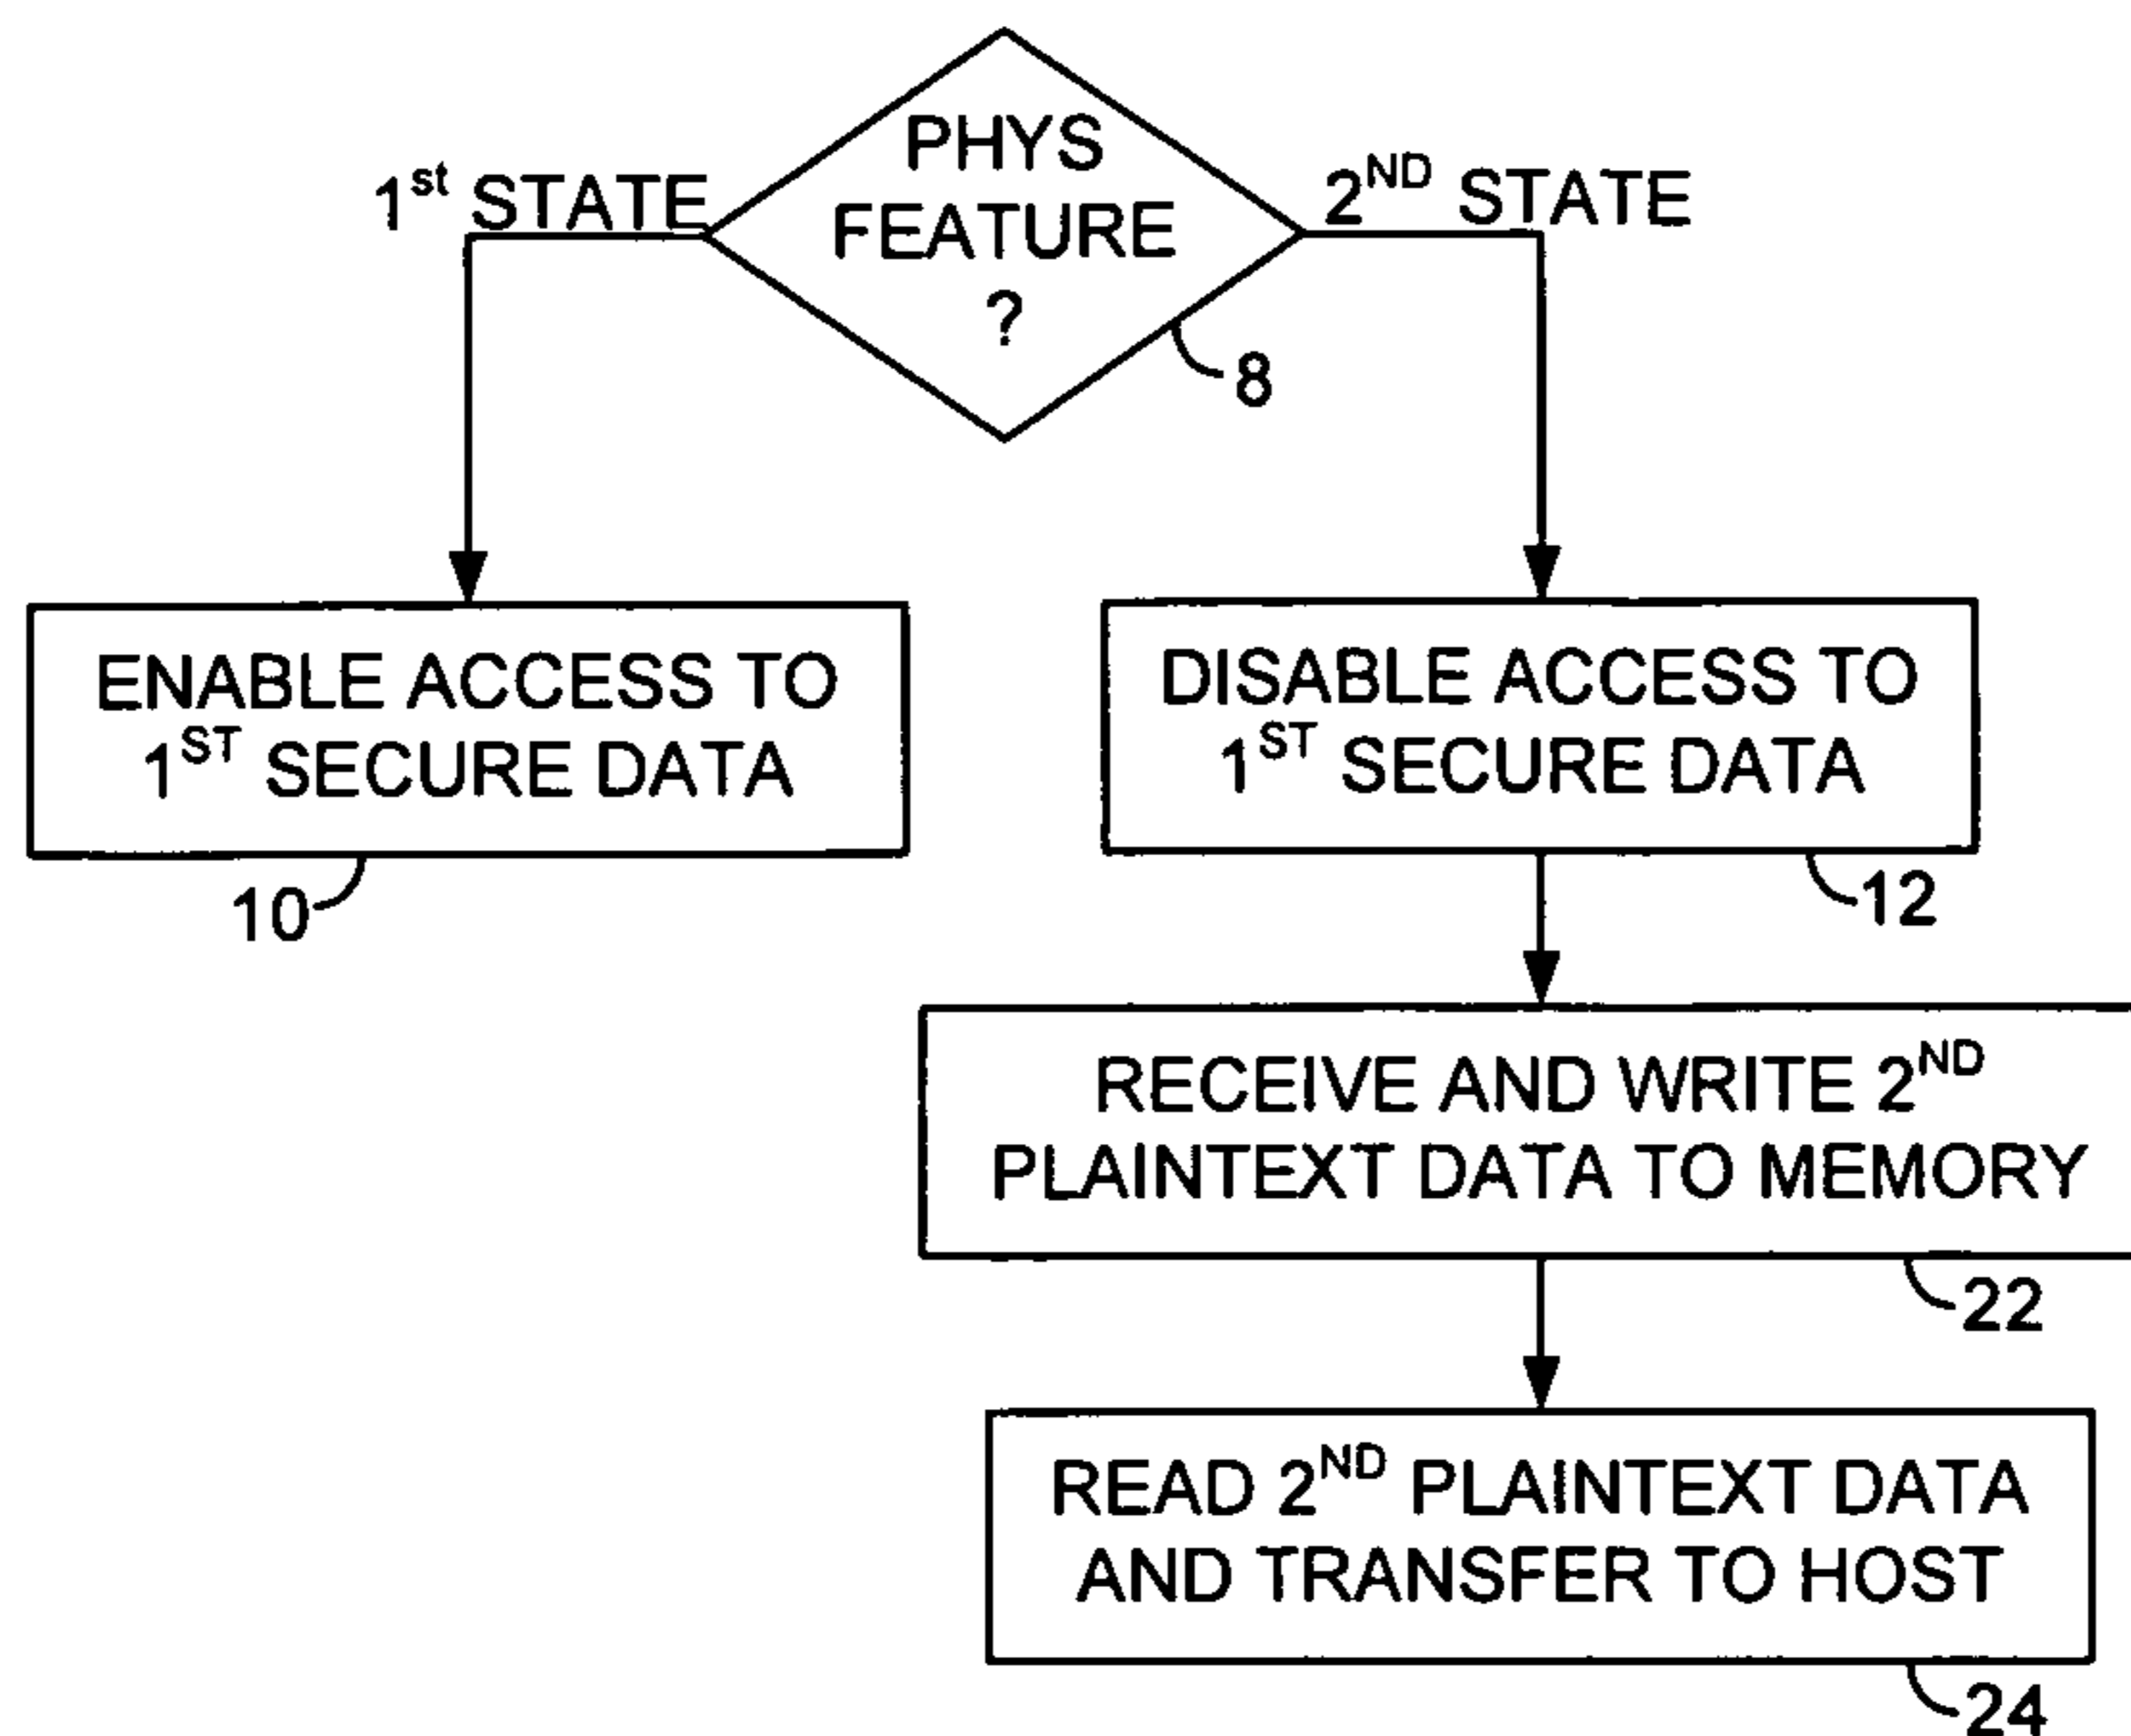 PHYS
FEATURE
?
1st STATE
2ND STATE
8
ENABLE ACCESS TO
1ST SECURE DATA
10
DISABLE ACCESS TO
1ST SECURE DATA
12
RECEIVE AND WRITE 2ND
PLAINTEXT DATA TO MEMORY
22
READ 2ND PLAINTEXT DATA
AND TRANSFER TO HOST
24